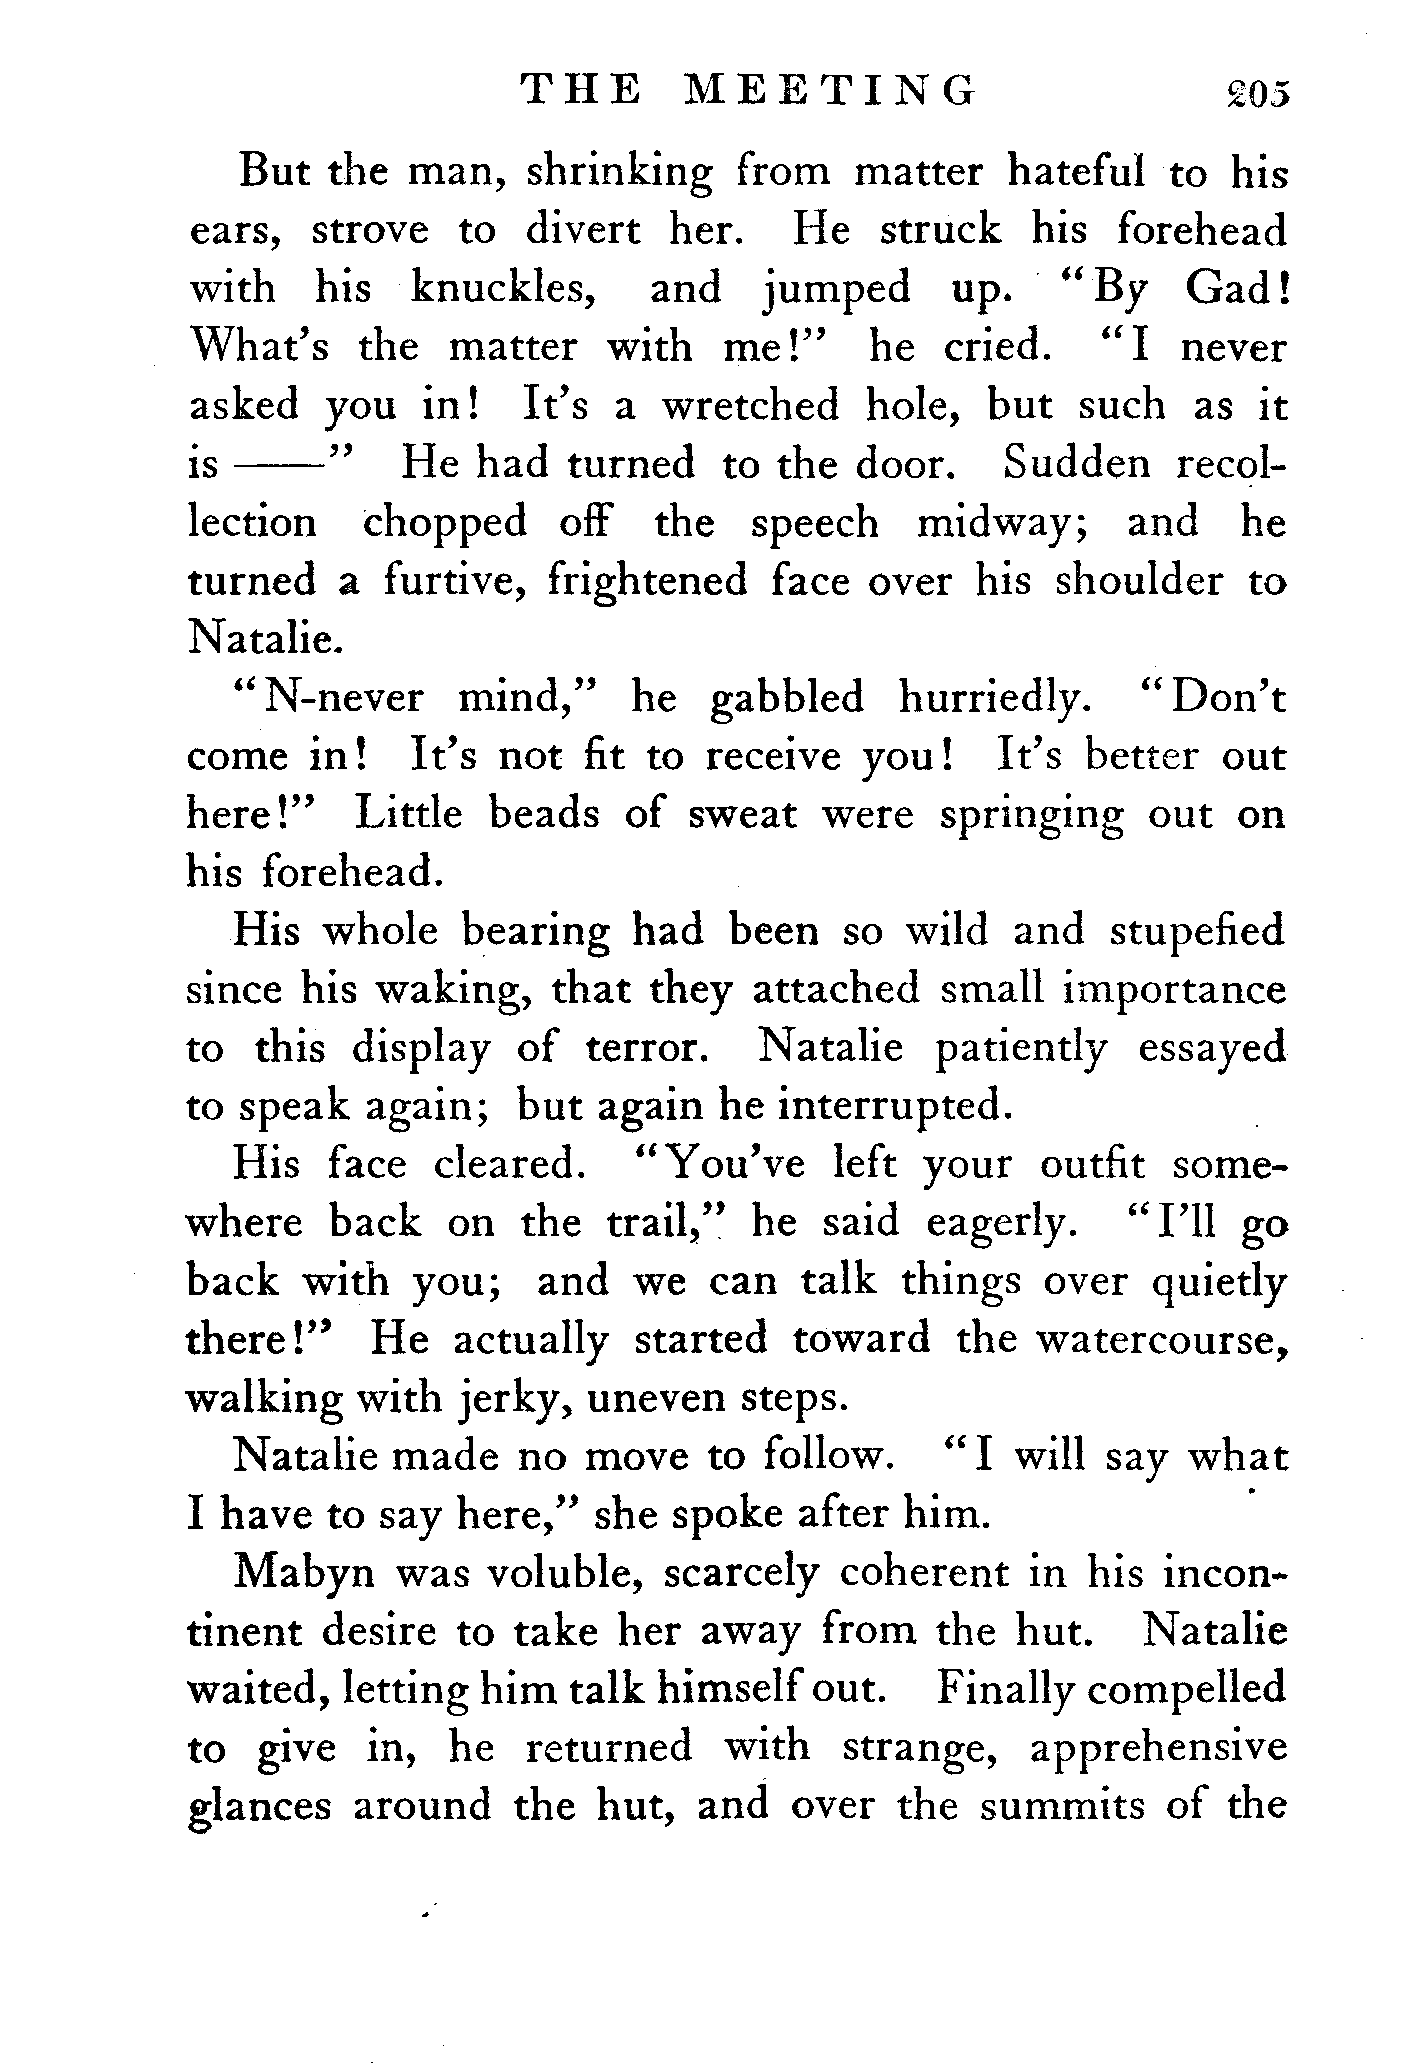 THE MEETING 205
But the man, shrinking from matter hateful to his
ears, strove to divert her. He struck his forehead
with his knuckles, and jumped up. “By Gad!
What’s the matter with me!” he cried. “I never
asked you in! It’s a wretched hole, but such as it
is ——” He had turned to the door. Sudden recol-
lection chopped off the speech midway; and he
turned a furtive, frightened face over his shoulder to
Natalie.
“N-never mind,” he gabbled hurriedly. “Don’t
come in! It’s not fit to receive you! It’s better out
here!” Little beads of sweat were springing out on
his forehead.
His whole bearing had been so wild and stupefied
since his waking, that they attached small importance
to this display of terror. Natalie patiently essayed
to speak again; but again he interrupted.
His face cleared. “You’ve left your outfit some-
where back on the trail,” he said eagerly. “I’ll go
back with you; and we can talk things over quietly
there!” He actually started toward the watercourse,
walking with jerky, uneven steps.
Natalie made no move to follow. “I will say what
I have to say here,” she spoke after him.
Mabyn was voluble, scarcely coherent in his incon-
tinent desire to take her away from the hut. Natalie
waited, letting him talk himself out. Finally compelled
to give in, he returned with strange, apprehensive
glances around the hut, and over the summits of the